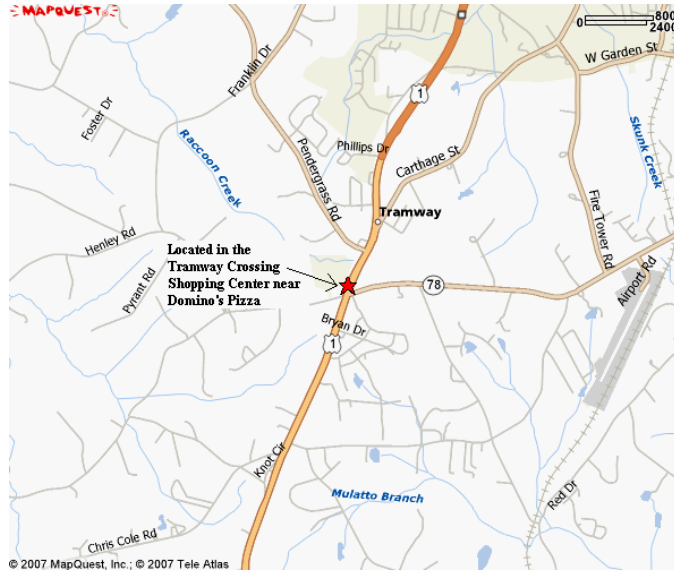 MAPQUEST
0 800
2400
W Garden St
Franklin Dr
1
Foster Dr
Skunk Creek
Raccoon Creek
Phillips Dr
Carthage St
Pendergrass Rd
Fire Tower Rd
Tramway
Henley Rd
Located in the
Tramway Crossing
Shopping Center near
Domino's Pizza
Pyrant Rd
78
Airport Rd
Bryan Dr
1
Knot Cir
Red Dr
Mulatto Branch
Chris Cole Rd
© 2007 MapQuest, Inc.; © 2007 Tele Atlas